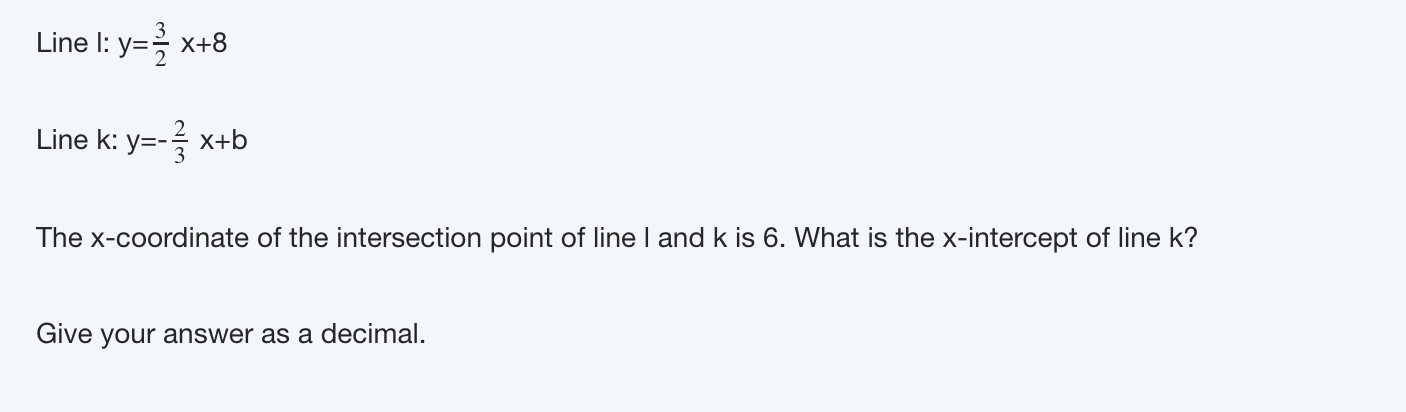 Line l: y=3/2 x+8
Line k: y=-2/3 x+b
The x-coordinate of the intersection point of line l and k is 6. What is the x-intercept of line k?
Give your answer as a decimal.